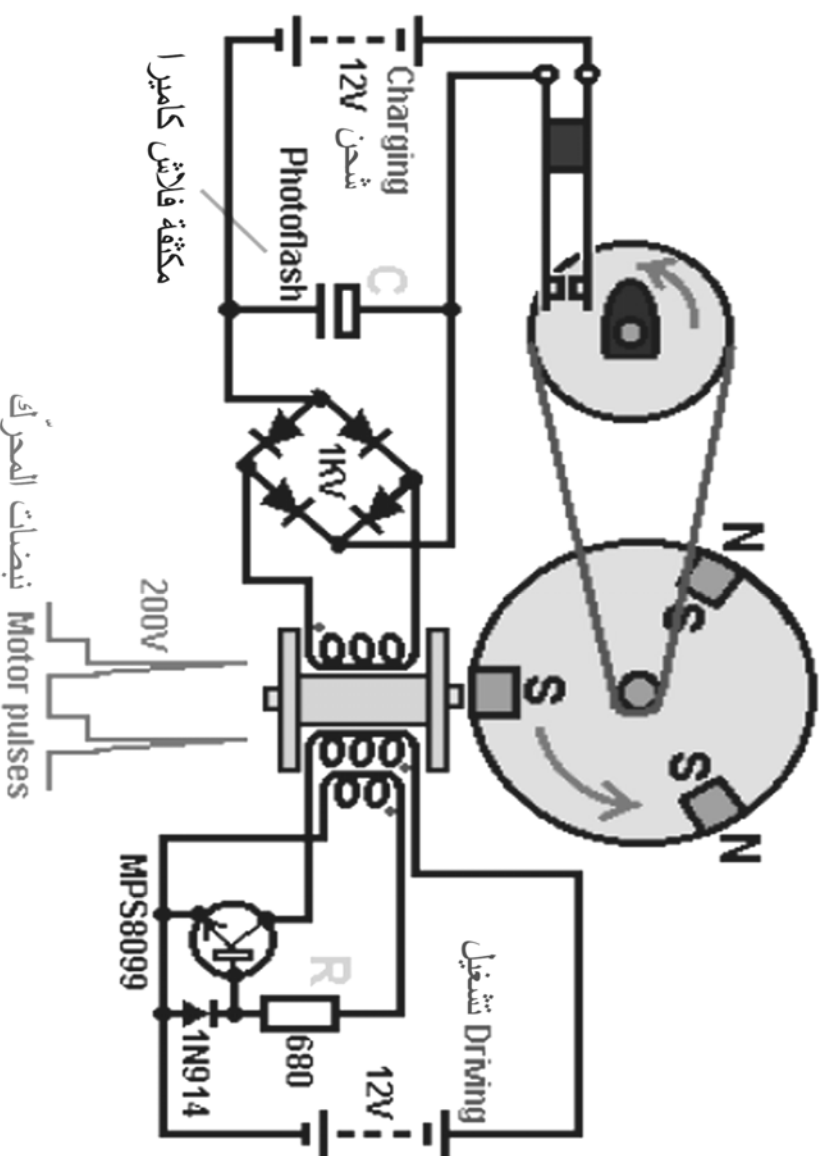 Charging
12V شحن
C
Photoflash
مكثفة فلاش كاميرا
1KV
N
S
S
S
N
200V
Motor pulses نبضات المحرّك
R
680
MPS8099
1N914
تشغيل Driving
12V